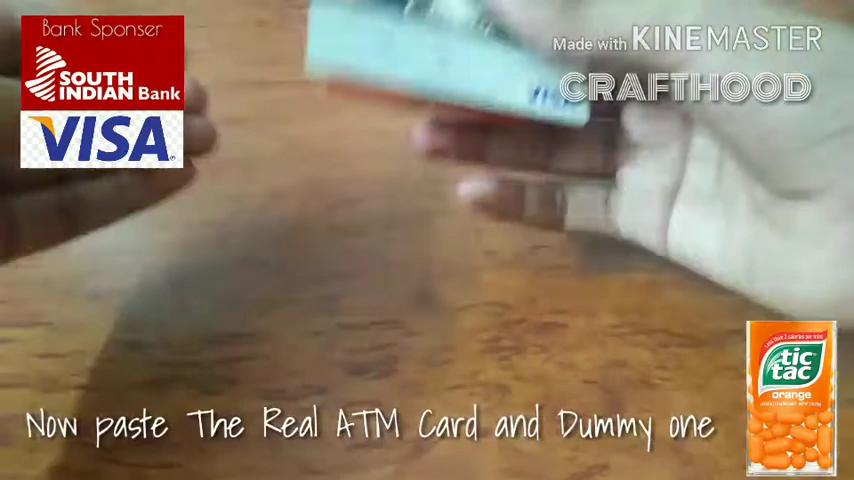 Bank Sponser
SOUTH
INDIAN Bank
VISA
Made with KINEMASTER
CRAFTHOOD
VISA
tic
tac
orange
Now paste The Real ATM Card and Dummy one